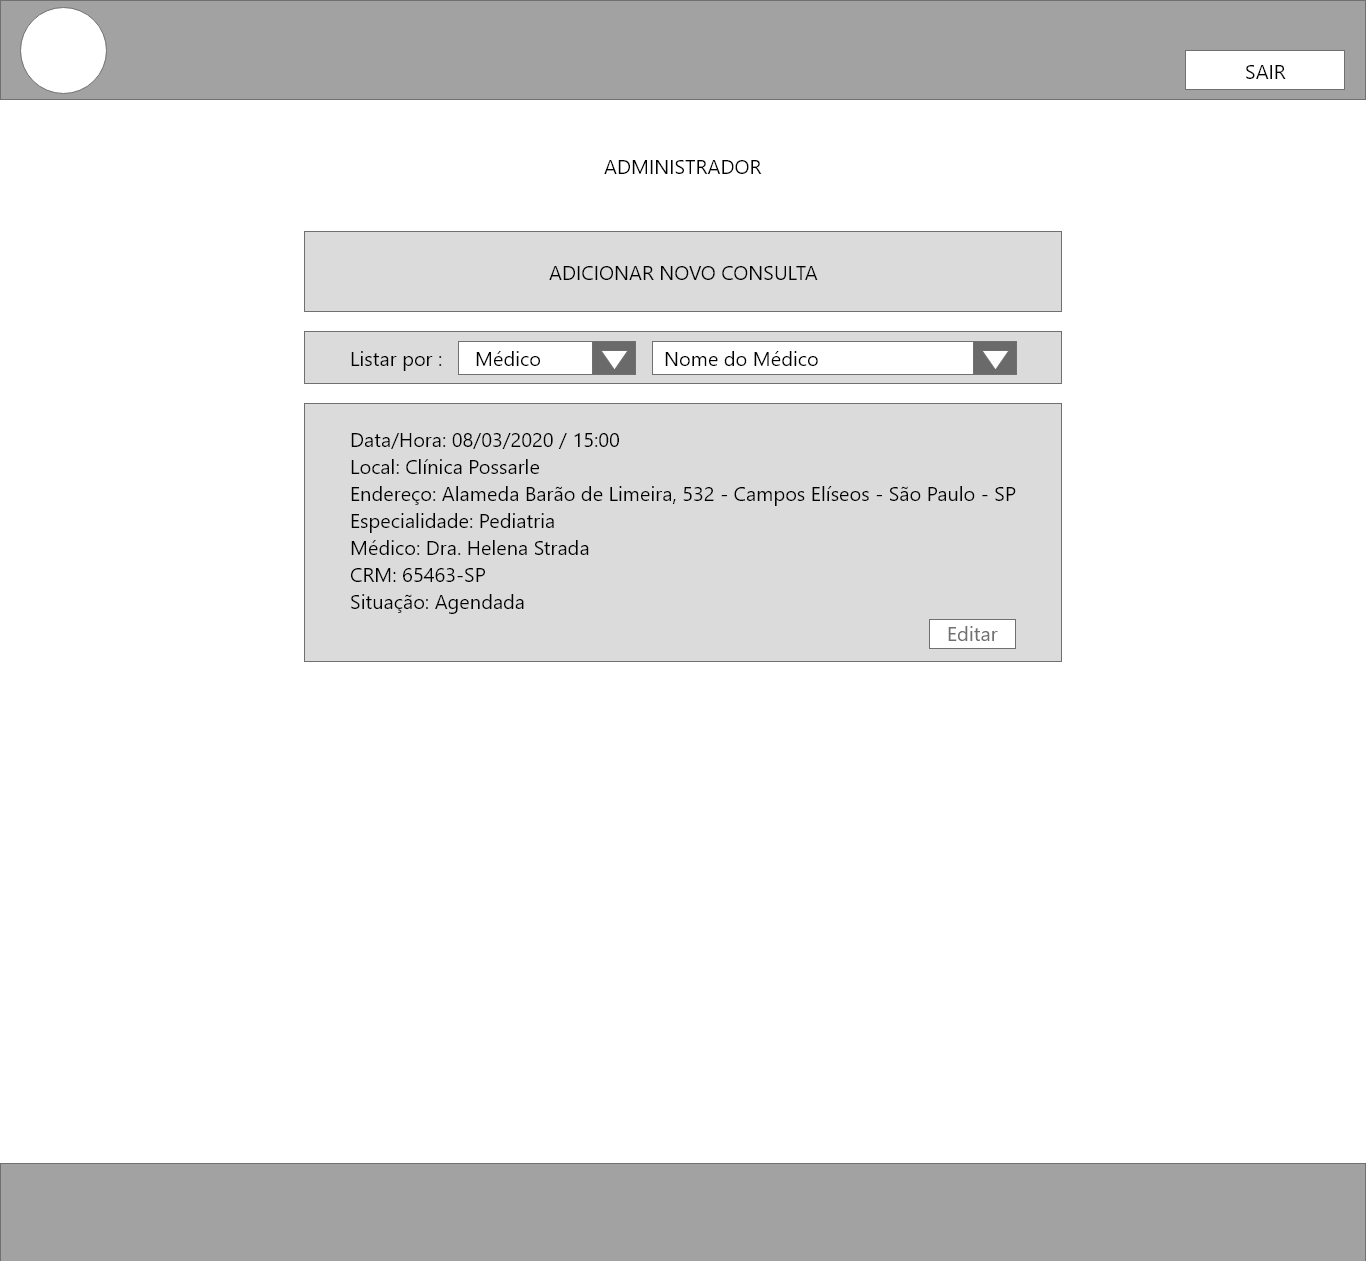 SAIR
ADMINISTRADOR
ADICIONAR NOVO CONSULTA
Listar por : Médico Nome do Médico
Data/Hora: 08/03/2020 / 15:00
Local: Clínica Possarle
Endereço: Alameda Barão de Limeira, 532 - Campos Elíseos - São Paulo - SP
Especialidade: Pediatria
Médico: Dra. Helena Strada
CRM: 65463-SP
Situação: Agendada
Editar